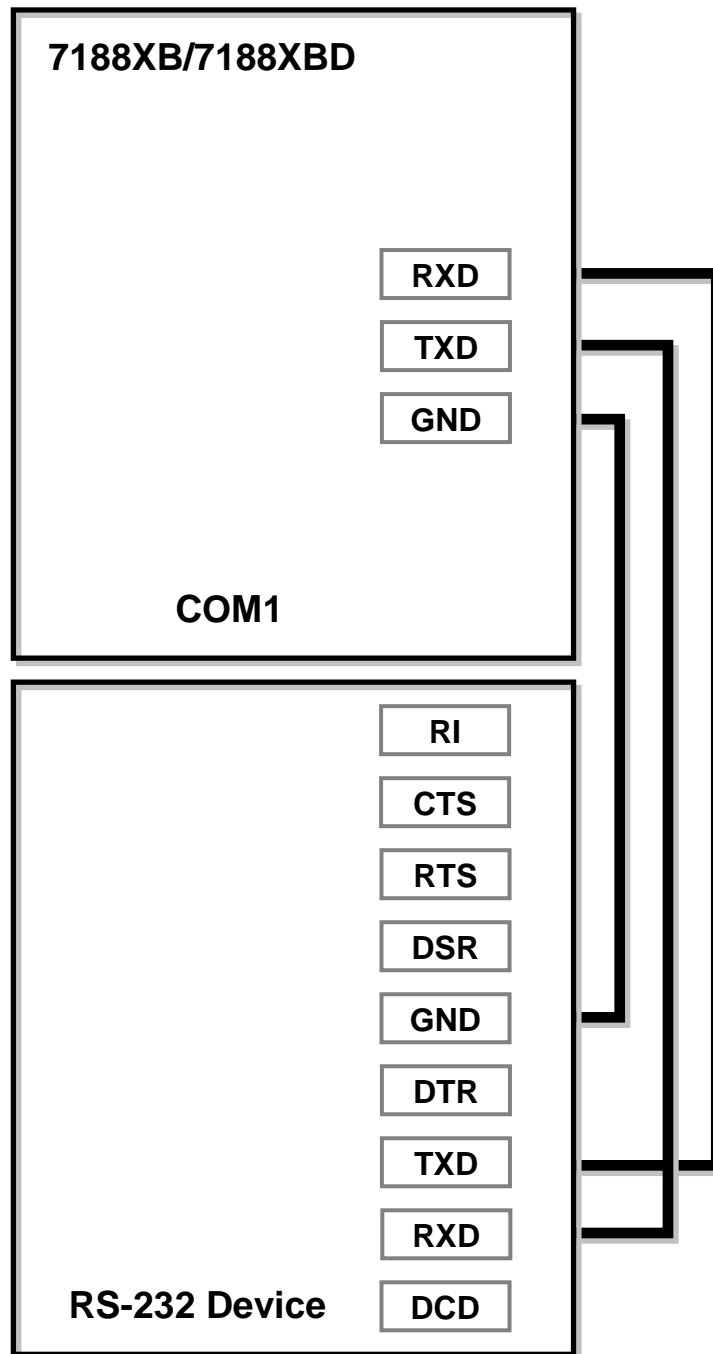 7188XB/7188XBD
RXD
TXD
GND
COM1
RI
CTS
RTS
DSR
GND
DTR
TXD
RXD
RS-232 Device
DCD